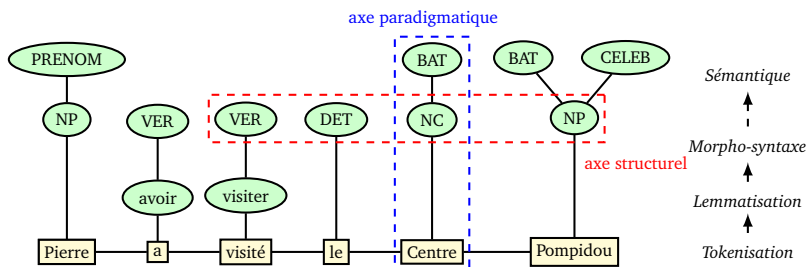 axe paradigmatique
PRENOM BAT BAT CELEB Sémantique
NP VER VER DET NC NP
Morpho-syntaxe
axe structurel
avoir visiter Lemmatisation
Pierre a visité le Centre Pompidou Tokenisation